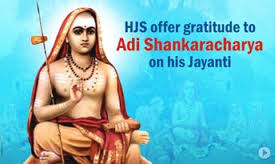 HJS offer gratitude to
Adi Shankaracharya
on his Jayanti